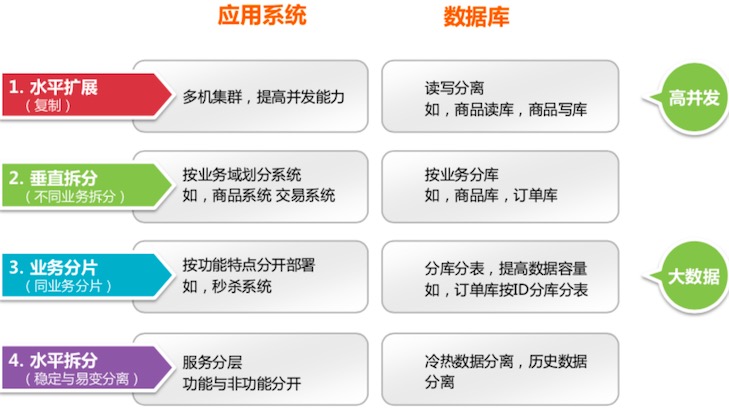 应用系统
数据库
1. 水平扩展
（复制）
多机集群，提高并发能力
读写分离
如，商品读库，商品写库
高并发
2. 垂直拆分
（不同业务拆分）
按业务域划分系统
如，商品系统 交易系统
按业务分库
如，商品库，订单库
3. 业务分片
（同业务分片）
按功能特点分开部署
如，秒杀系统
分库分表，提高数据容量
如，订单库按ID分库分表
大数据
4. 水平拆分
（稳定与易变分离）
服务分层
功能与非功能分开
冷热数据分离，历史数据
分离